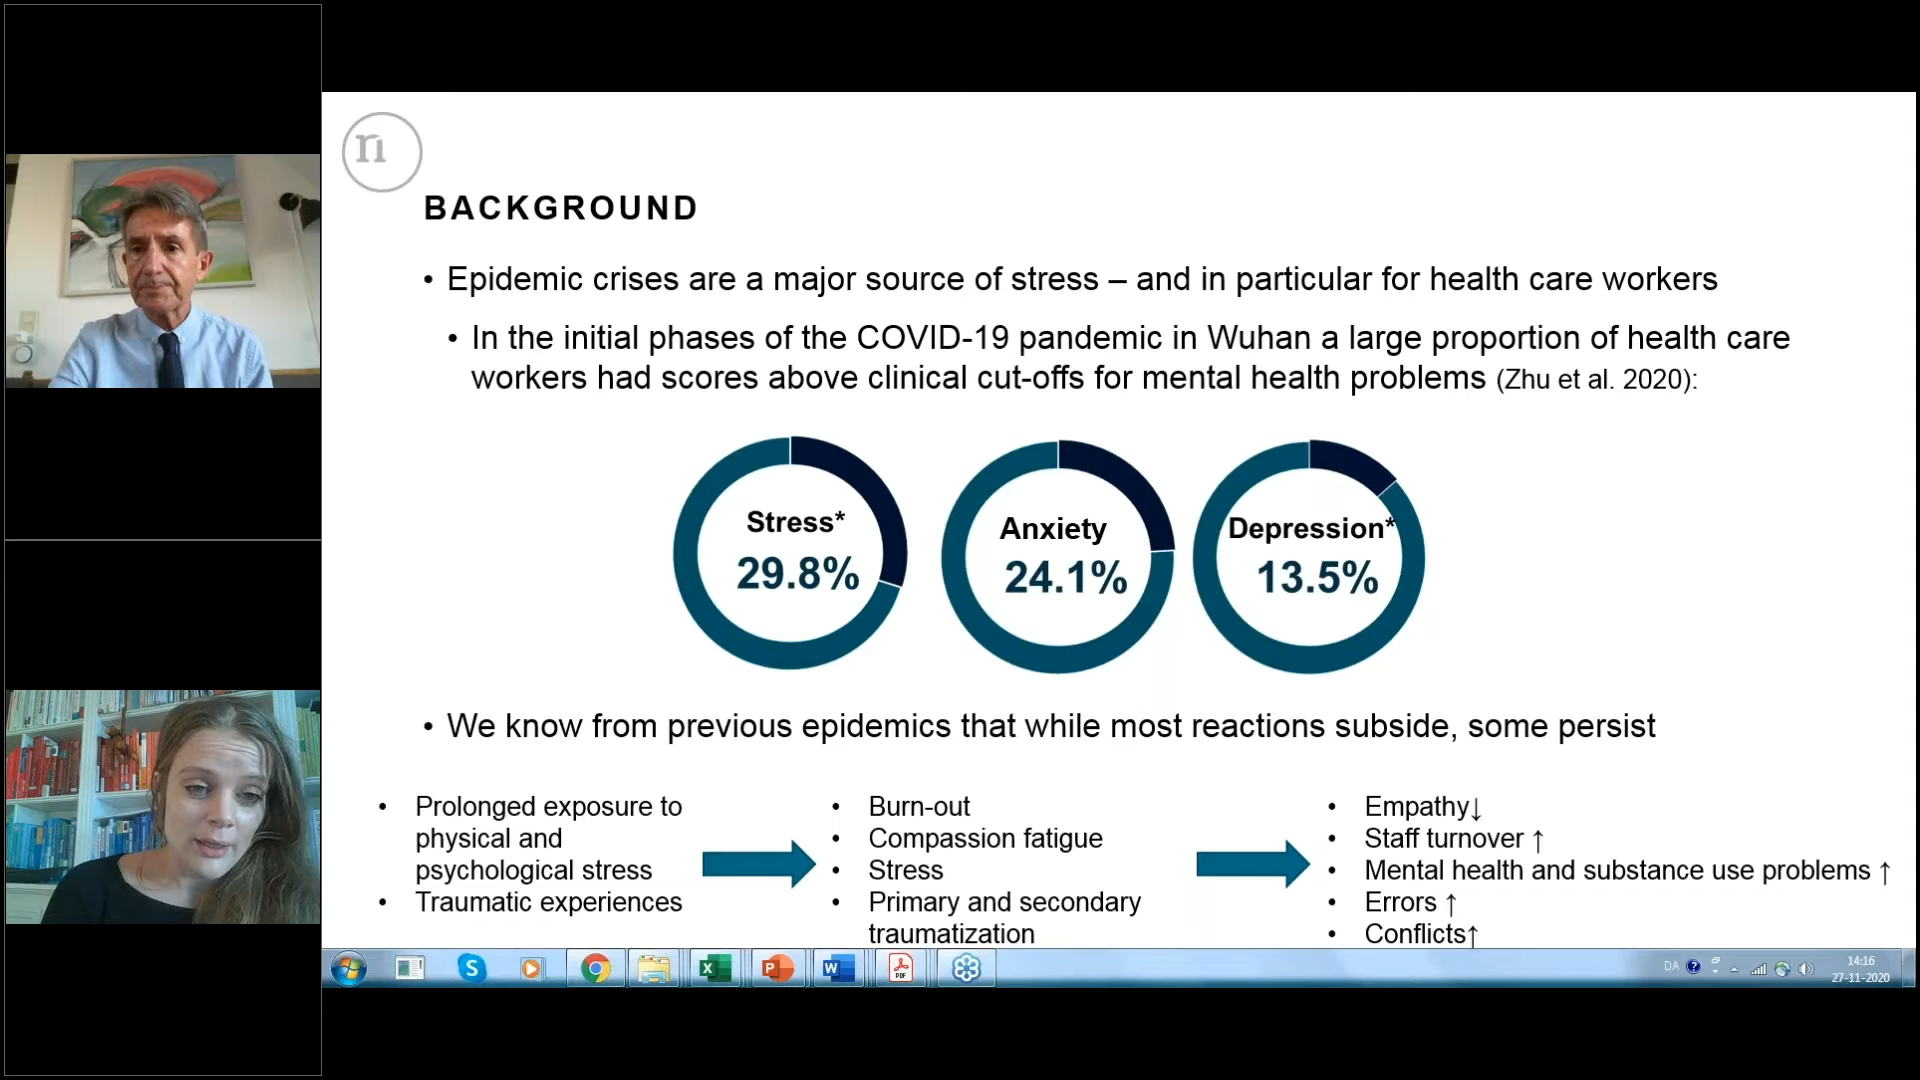 n
BACKGROUND
• Epidemic crises are a major source of stress – and in particular for health care workers
• In the initial phases of the COVID-19 pandemic in Wuhan a large proportion of health care
workers had scores above clinical cut-offs for mental health problems (Zhu et al. 2020):
Stress*
29.8%
Anxiety
24.1%
Depression*
13.5%
• We know from previous epidemics that while most reactions subside, some persist
• Prolonged exposure to
physical and
psychological stress
• Traumatic experiences
• Burn-out
• Compassion fatigue
• Stress
• Primary and secondary
traumatization
• Empathy↓
• Staff turnover ↑
• Mental health and substance use problems ↑
• Errors ↑
• Conflicts↑
DA
14:16
27-11-2020